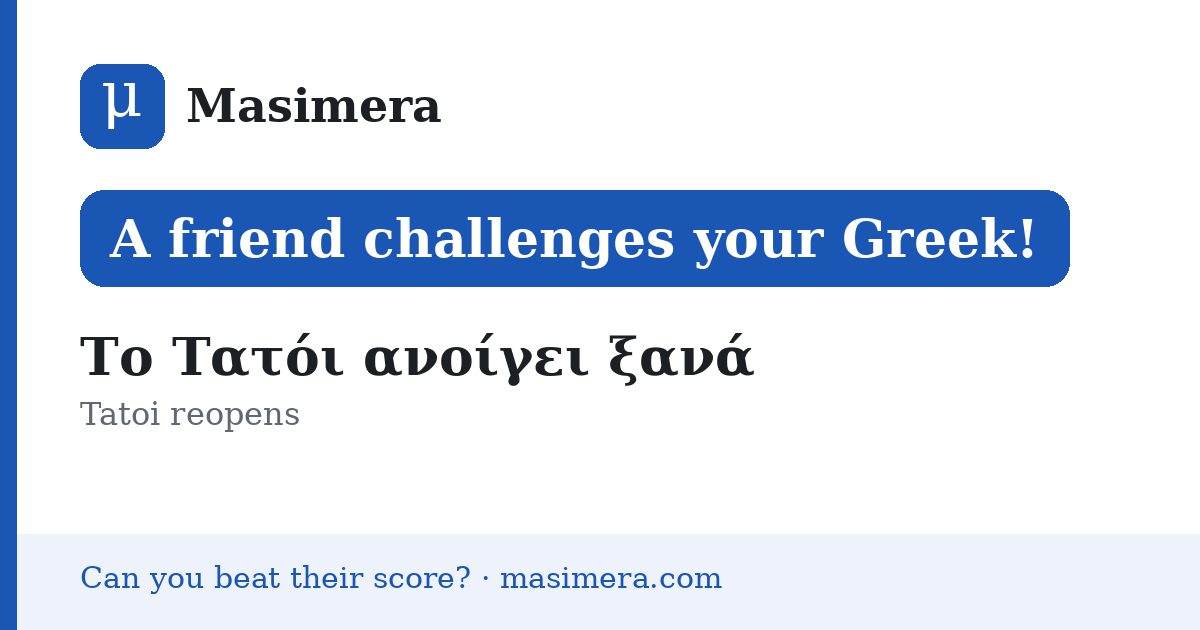 μ Masimera
A friend challenges your Greek!
Το Τατόι ανοίγει ξανά
Tatoi reopens
Can you beat their score? · masimera.com